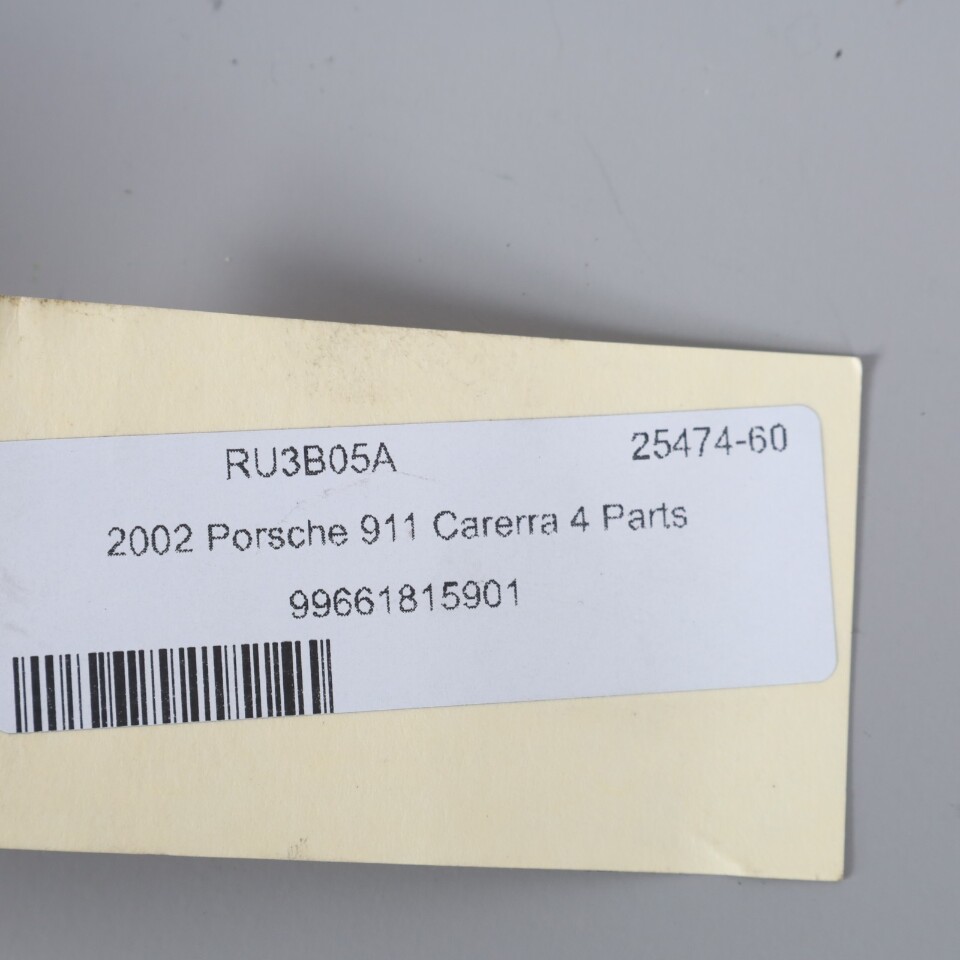 RU3B05A 25474-60
2002 Porsche 911 Carerra 4 Parts
99661815901